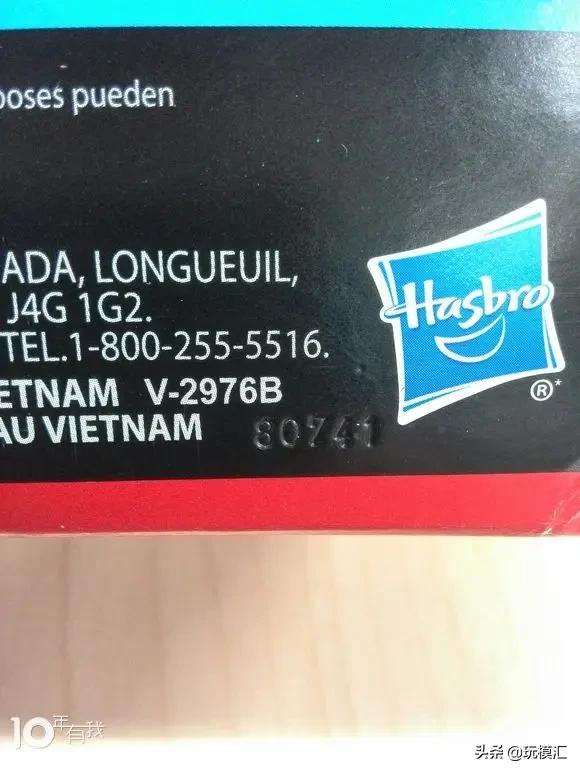 ooses pueden
ADA, LONGUEUIL,
J4G 1G2.
TEL.1-800-255-5516.
ETNAM V-2976B
AU VIETNAM 80741
Hasbro
®*
10年有我
头条 @玩模汇